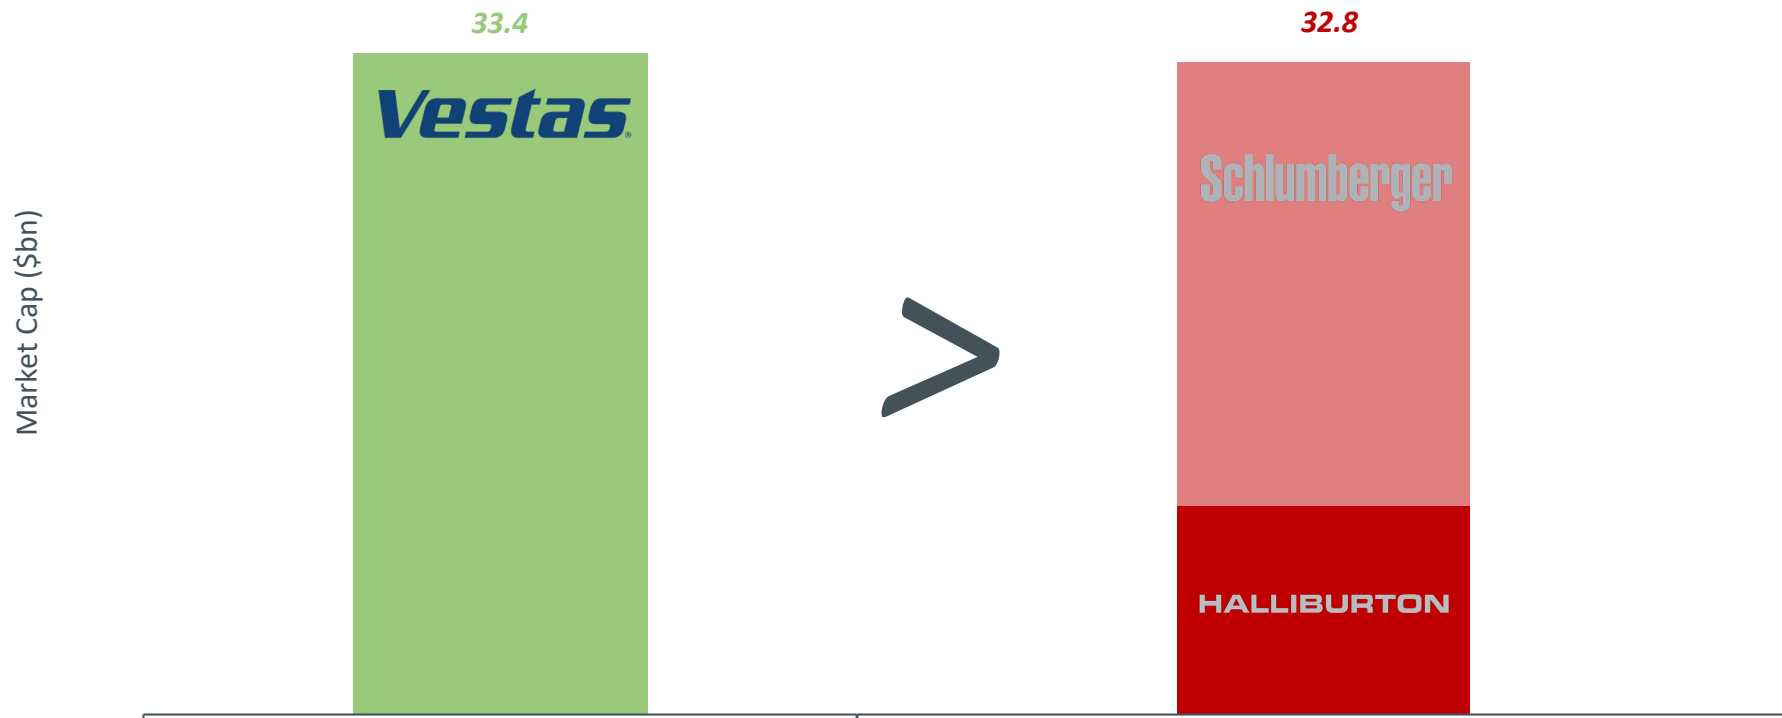 33.4
32.8
Vestas®
Schlumberger
Market Cap ($bn)
>
HALLIBURTON